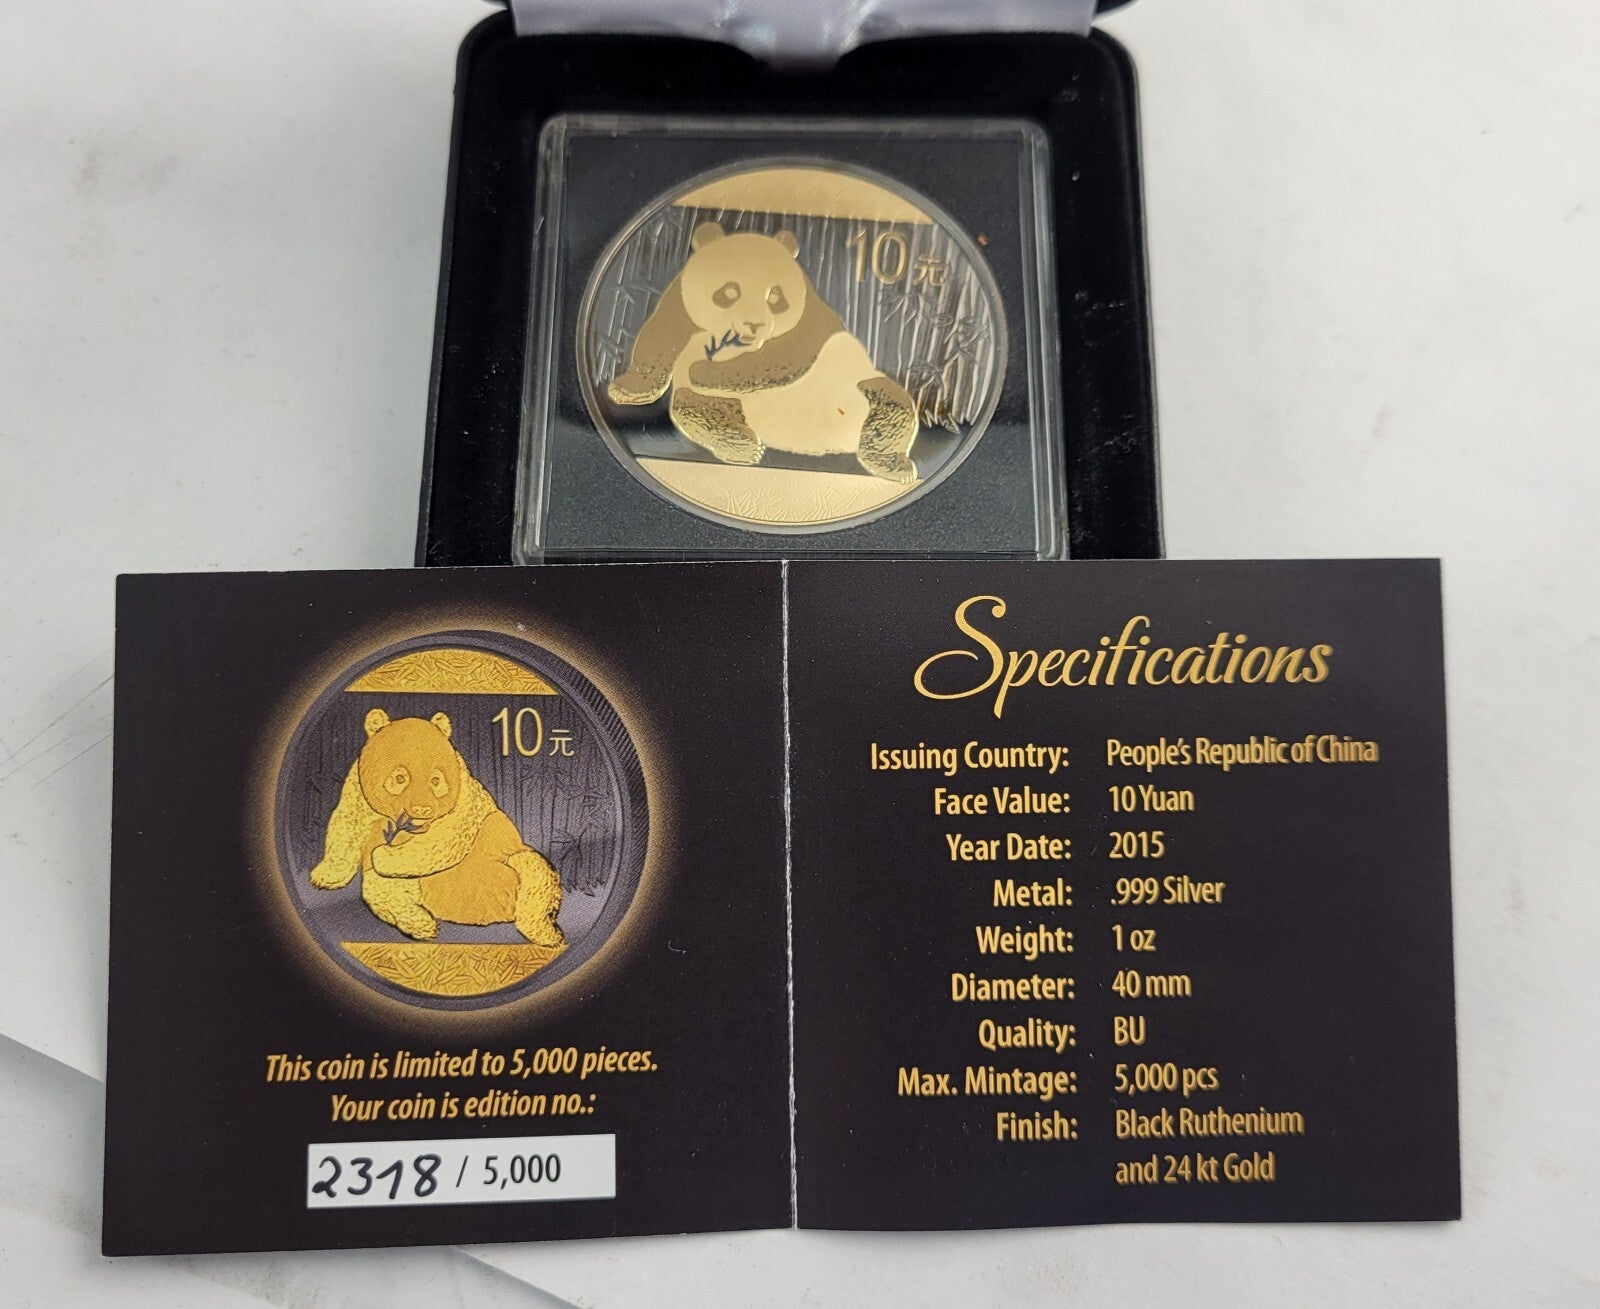 10元
10元
This coin is limited to 5,000 pieces.
Your coin is edition no.:
2318 / 5,000
Specifications
Issuing Country: People's Republic of China
Face Value: 10 Yuan
Year Date: 2015
Metal: .999 Silver
Weight: 1 oz
Diameter: 40 mm
Quality: BU
Max. Mintage: 5,000 pcs
Finish: Black Ruthenium
and 24 kt Gold